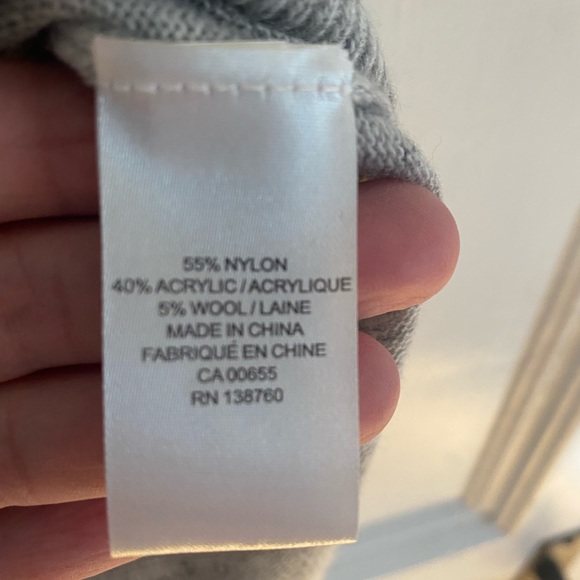 55% NYLON
40% ACRYLIC/ACRYLIQUE
5% WOOL/LAINE
MADE IN CHINA
FABRIQUÉ EN CHINE
CA 00655
RN 138760